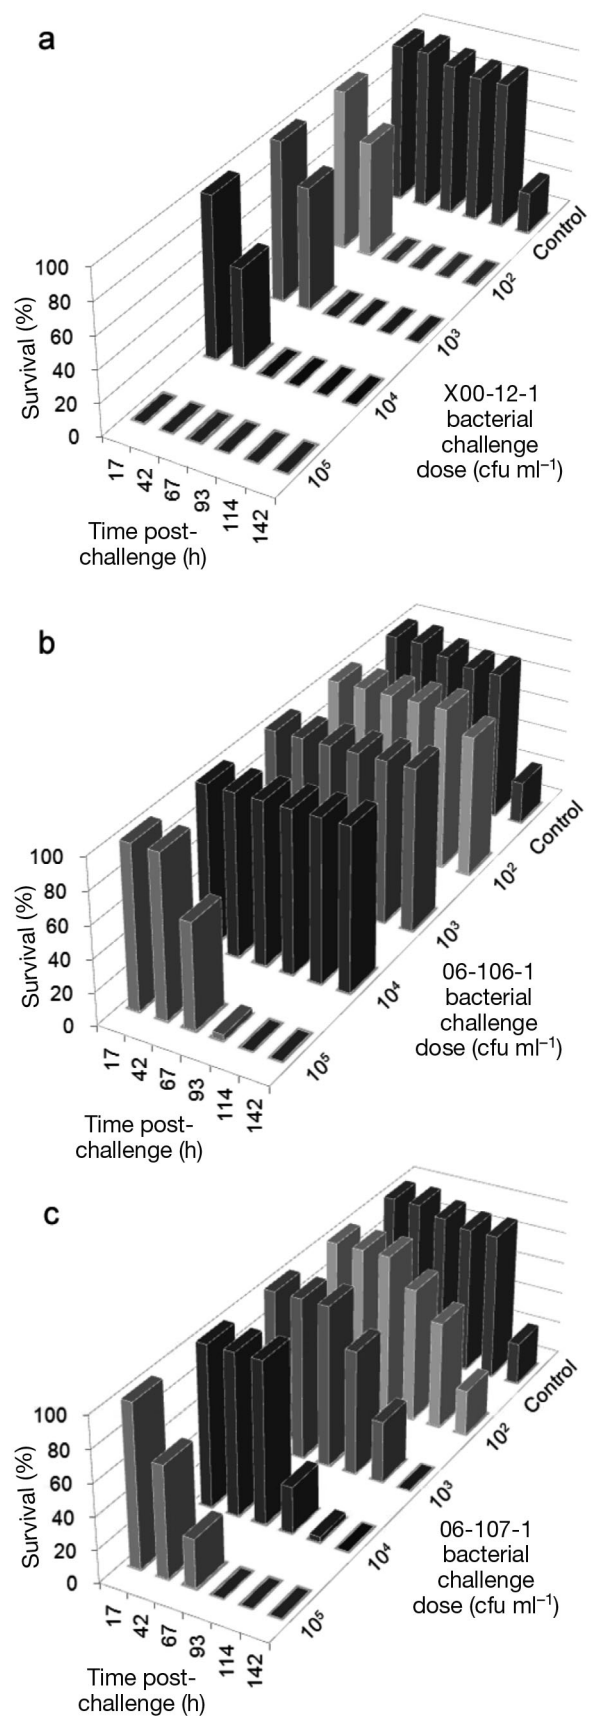 a
100
80
60
40
20
0
Survival (%)
17
42
67
93
114
142
Time post-
challenge (h)
10⁵
10⁴
10³
10²
Control
X00-12-1
bacterial
challenge
dose (cfu ml⁻¹)
b
100
80
60
40
20
0
Survival (%)
17
42
67
93
114
142
Time post-
challenge (h)
10⁵
10⁴
10³
10²
Control
06-106-1
bacterial
challenge
dose (cfu ml⁻¹)
c
100
80
60
40
20
0
Survival (%)
17
42
67
93
114
142
Time post-
challenge (h)
10⁵
10⁴
10³
10²
Control
06-107-1
bacterial
challenge
dose (cfu ml⁻¹)